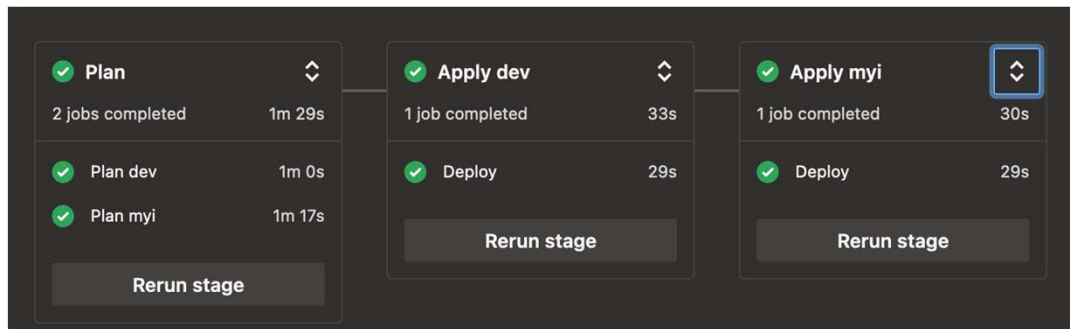 Plan
2 jobs completed 1m 29s
Plan dev 1m 0s
Plan myi 1m 17s
Rerun stage
Apply dev
1 job completed 33s
Deploy 29s
Rerun stage
Apply myi
1 job completed 30s
Deploy 29s
Rerun stage